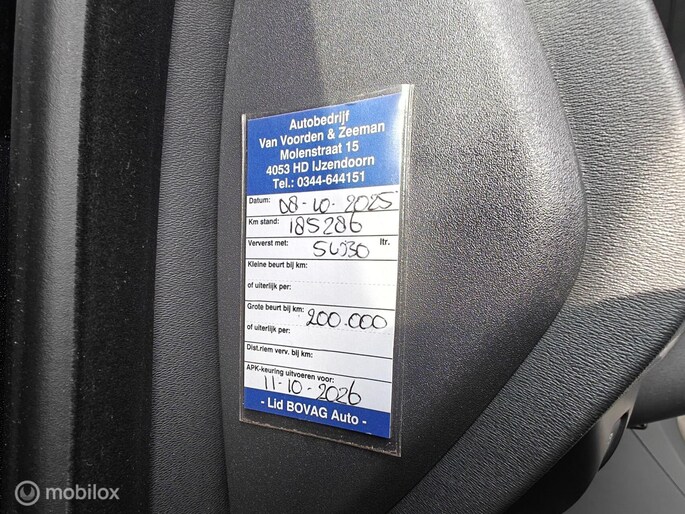 Autobedrijf
Van Voorden & Zeeman
Molenstraat 15
4053 HD IJzendoorn
Tel.: 0344-644151
Datum: 08-10-2025
Km stand: 185286
Ververst met: 5W30 ltr.
Kleine beurt bij km:
of uiterlijk per:
Grote beurt bij km: 200.000
of uiterlijk per:
Dist.riem verv. bij km:
APK-keuring uitvoeren voor:
11-10-2026
- Lid BOVAG Auto -
mobilox